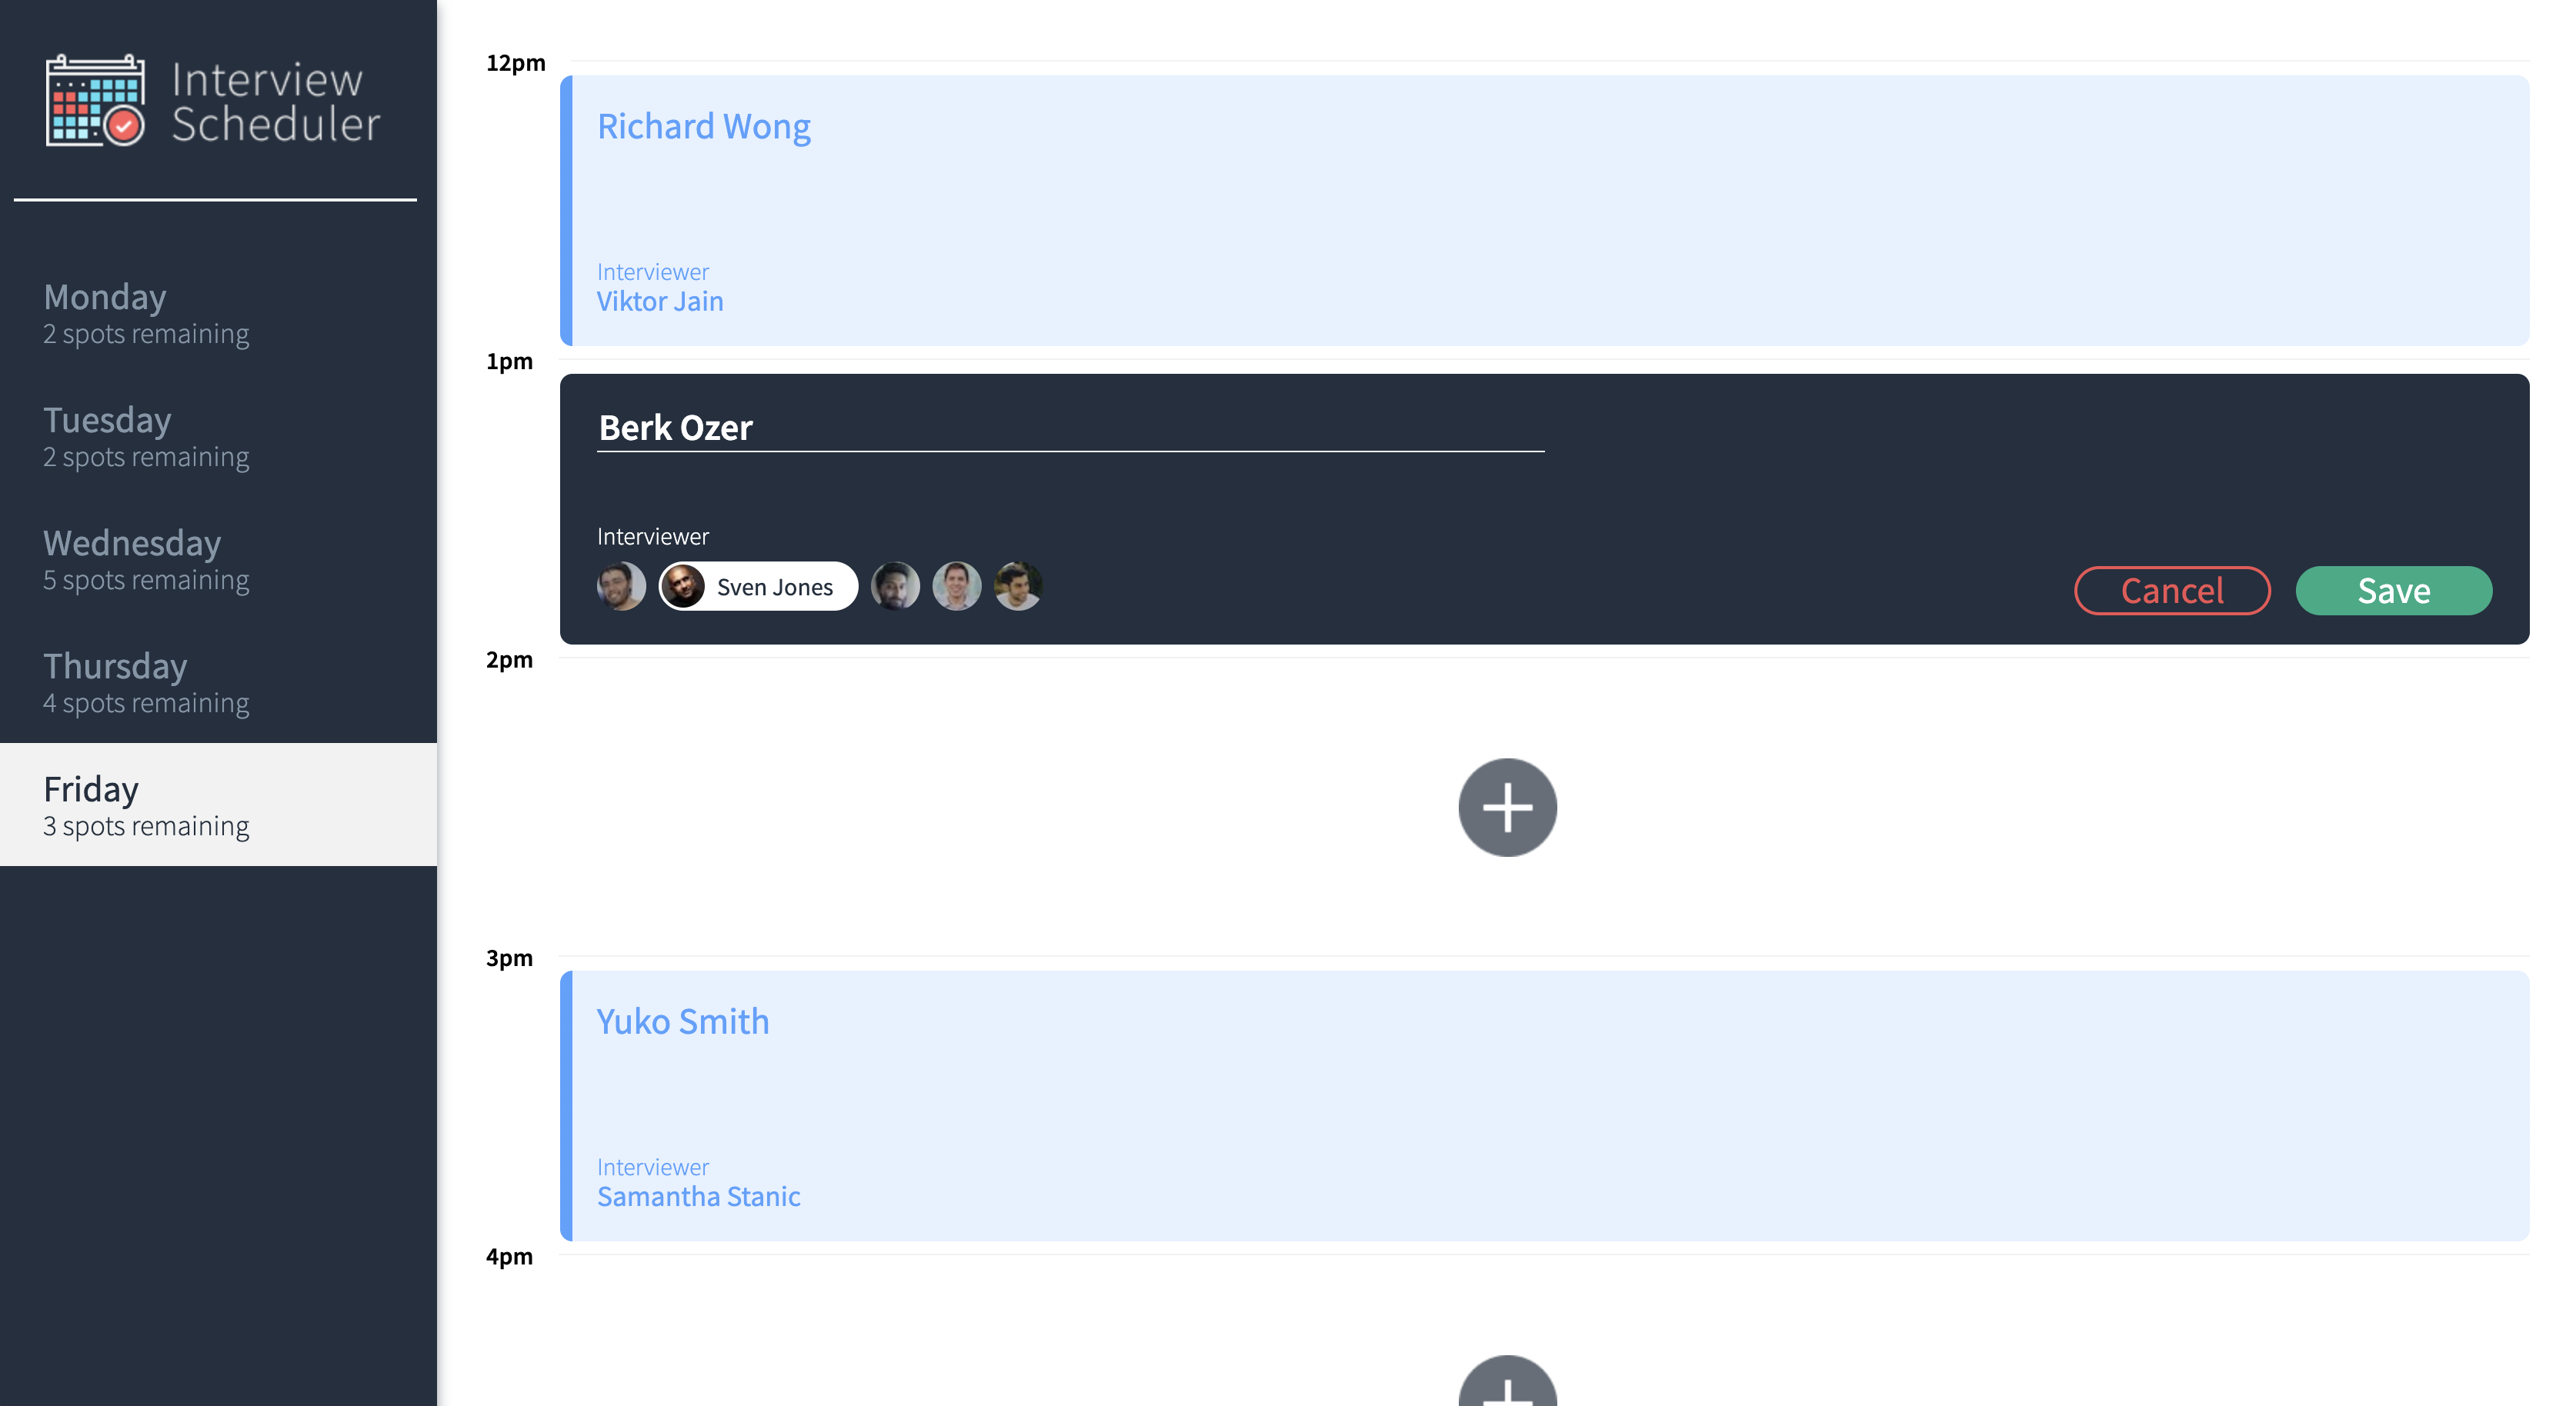 Interview
Scheduler
Monday
2 spots remaining
Tuesday
2 spots remaining
Wednesday
5 spots remaining
Thursday
4 spots remaining
Friday
3 spots remaining
12pm
Richard Wong
Interviewer
Viktor Jain
1pm
Berk Ozer
Interviewer
Sven Jones
Cancel
Save
2pm
3pm
Yuko Smith
Interviewer
Samantha Stanic
4pm